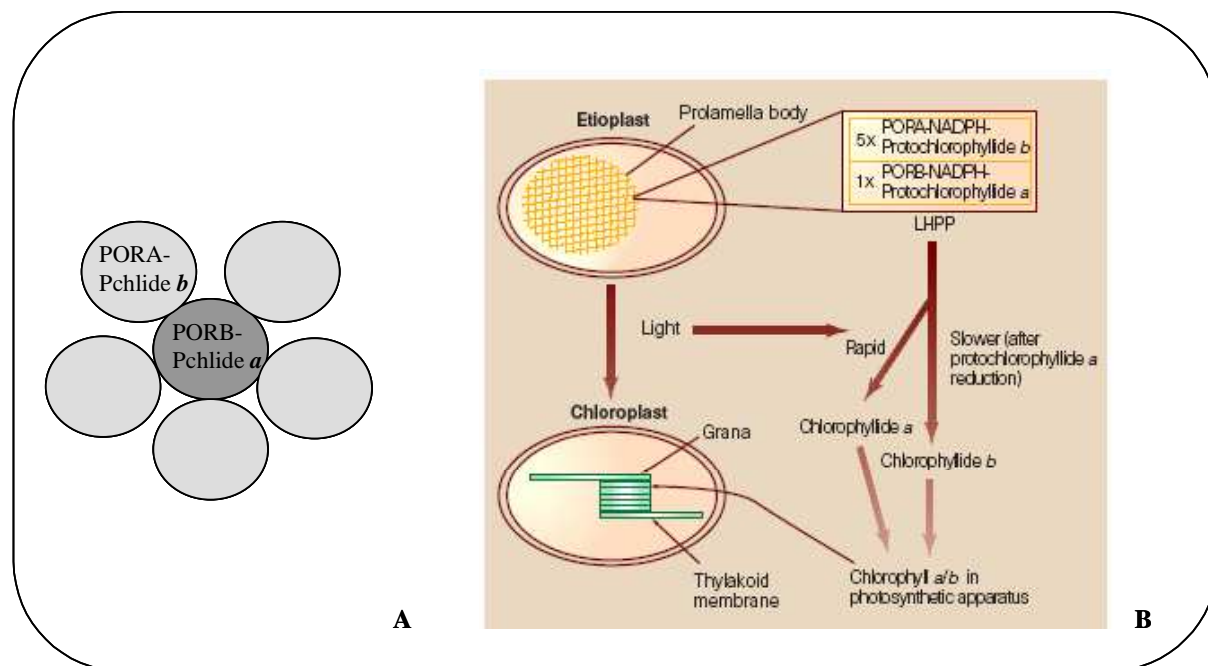 PORA-
Pchlide b
PORB-
Pchlide a
A
Etioplast
Prolamella body
5x
PORA-NADPH-
Protochlorophyllide b
1x
PORB-NADPH-
Protochlorophyllide a
LHPP
Light
Rapid
Slower (after
protochlorophyllide a
reduction)
Chloroplast
Grana
Chlorophyllide a
Chlorophyllide b
Thylakoid
membrane
Chlorophyll a/b in
photosynthetic apparatus
B